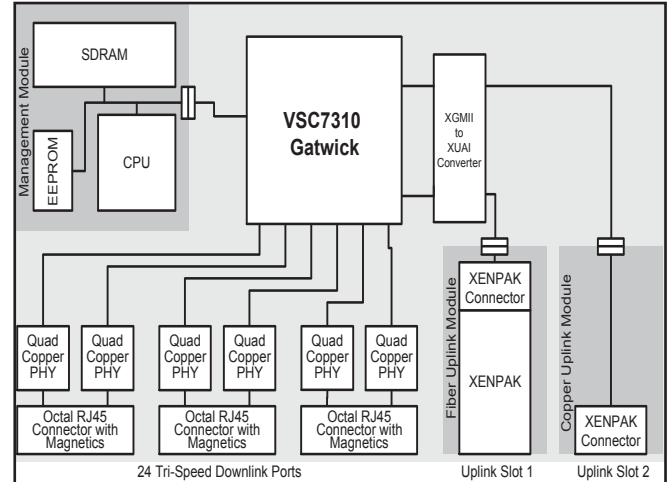 Management Module
SDRAM
EEPROM
CPU
VSC7310
Gatwick
XGMII
to
XUAI
Converter
Quad
Copper
PHY
Quad
Copper
PHY
Quad
Copper
PHY
Quad
Copper
PHY
Quad
Copper
PHY
Quad
Copper
PHY
Octal RJ45
Connector with
Magnetics
Octal RJ45
Connector with
Magnetics
Octal RJ45
Connector with
Magnetics
24 Tri-Speed Downlink Ports
Fiber Uplink Module
XENPAK
Connector
XENPAK
Uplink Slot 1
Copper Uplink Module
XENPAK
Connector
Uplink Slot 2